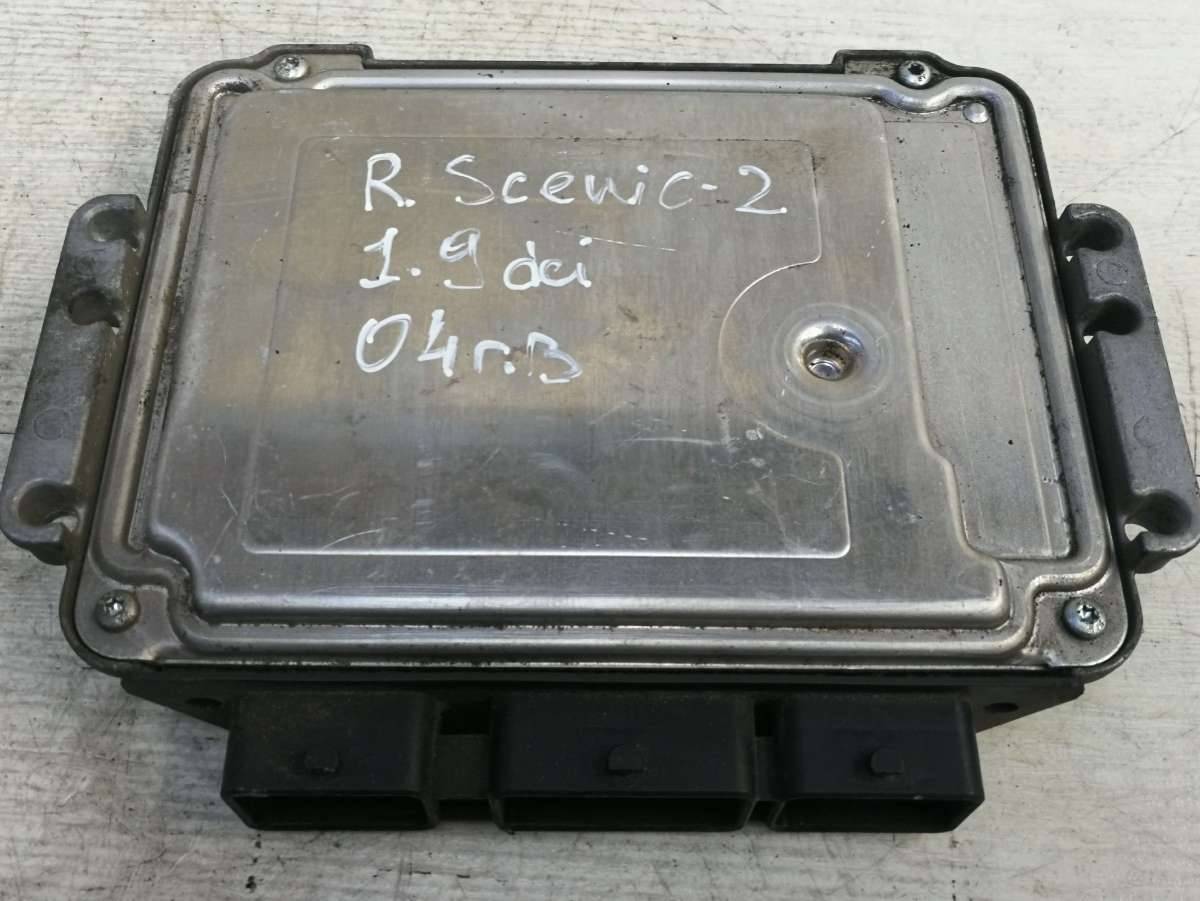 R. Scenic-2
1.9 dci
04г.в